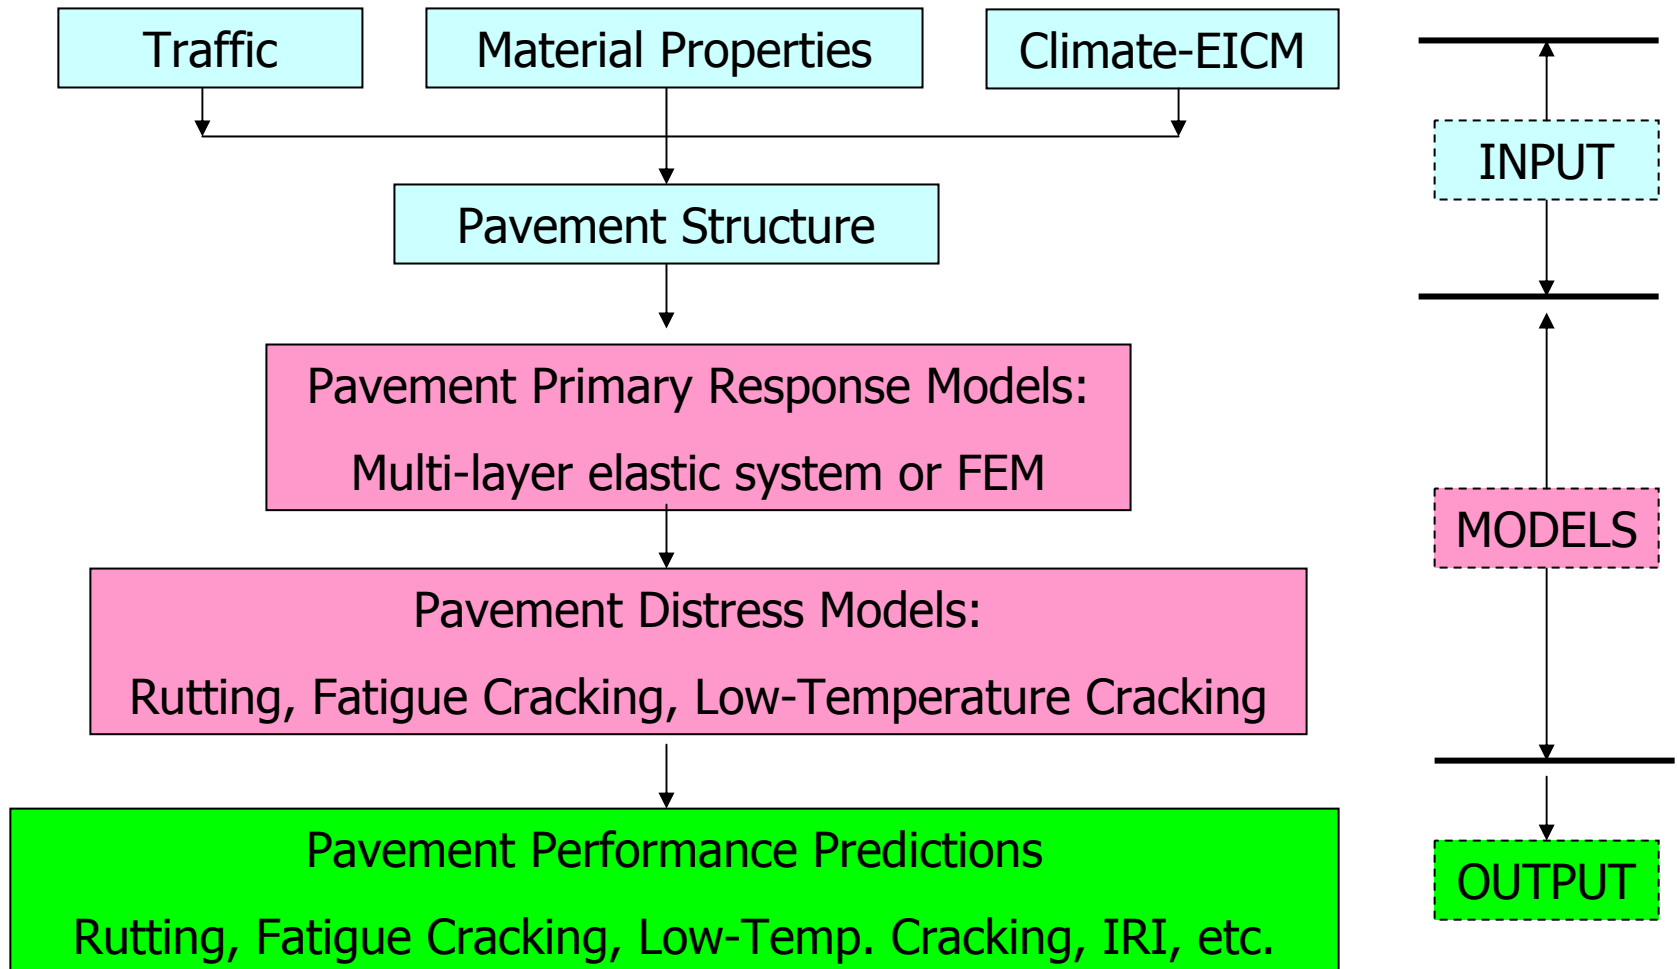 Traffic
Material Properties
Climate-EICM
INPUT
Pavement Structure
Pavement Primary Response Models:
Multi-layer elastic system or FEM
MODELS
Pavement Distress Models:
Rutting, Fatigue Cracking, Low-Temperature Cracking
Pavement Performance Predictions
Rutting, Fatigue Cracking, Low-Temp. Cracking, IRI, etc.
OUTPUT